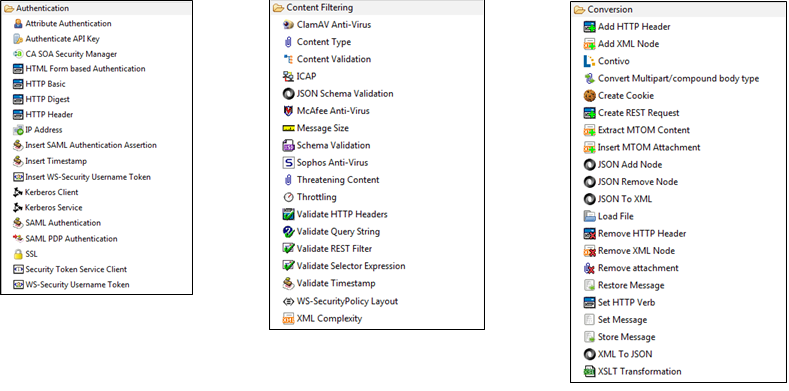 Authentication
Attribute Authentication
Authenticate API Key
CA SOA Security Manager
HTML Form based Authentication
HTTP Basic
HTTP Digest
HTTP Header
IP Address
Insert SAML Authentication Assertion
Insert Timestamp
Insert WS-Security Username Token
Kerberos Client
Kerberos Service
SAML Authentication
SAML PDP Authentication
SSL
Security Token Service Client
WS-Security Username Token
Content Filtering
ClamAV Anti-Virus
Content Type
Content Validation
ICAP
JSON Schema Validation
McAfee Anti-Virus
Message Size
Schema Validation
Sophos Anti-Virus
Threatening Content
Throttling
Validate HTTP Headers
Validate Query String
Validate REST Filter
Validate Selector Expression
Validate Timestamp
WS-SecurityPolicy Layout
XML Complexity
Conversion
Add HTTP Header
Add XML Node
Contivo
Convert Multipart/compound body type
Create Cookie
Create REST Request
Extract MTOM Content
Insert MTOM Attachment
JSON Add Node
JSON Remove Node
JSON To XML
Load File
Remove HTTP Header
Remove XML Node
Remove attachment
Restore Message
Set HTTP Verb
Set Message
Store Message
XML To JSON
XSLT Transformation